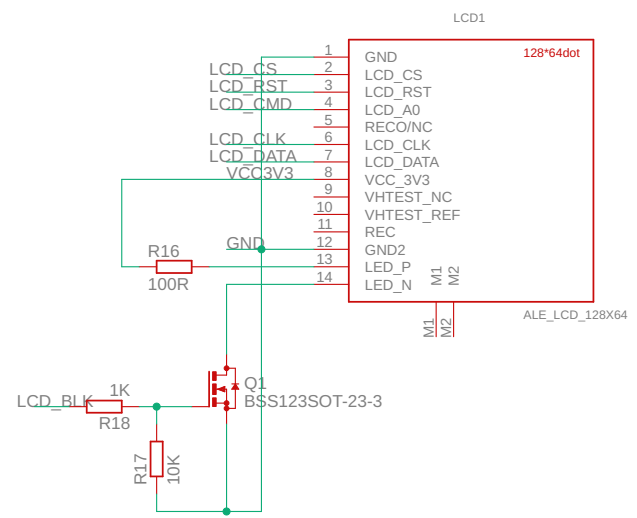 LCD1
128*64dot
1 GND
LCD_CS 2 LCD_CS
LCD_RST 3 LCD_RST
LCD_CMD 4 LCD_A0
5 RECO/NC
LCD_CLK 6 LCD_CLK
LCD_DATA 7 LCD_DATA
VCC3V3 8 VCC_3V3
9 VHTEST_NC
10 VHTEST_REF
11 REC
GND 12 GND2
R16 13 LED_P
100R 14 LED_N
M1 M2
M1 M2
ALE_LCD_128X64
Q1
BSS123SOT-23-3
1K
LCD_BLK
R18
R17 10K